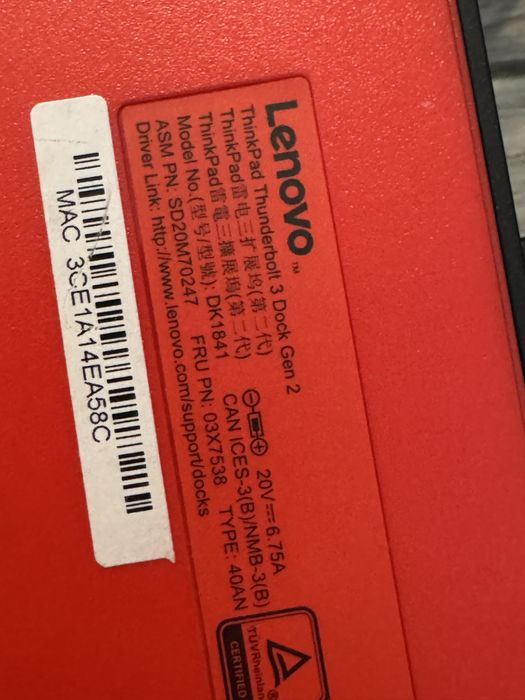 Lenovo™
ThinkPad Thunderbolt 3 Dock Gen 2
ThinkPad雷电三扩展坞(第二代) 20V 6.75A
ThinkPad雷電三擴展塢(第二代) CAN ICES-3(B)/NMB-3(B)
Model No.(型号/型號): DK1841 TYPE: 40AN
ASM PN: SD20M70247 FRU PN: 03X7538
Driver Link: http://www.lenovo.com/support/docks
TÜVRheinland
CERTIFIED
MAC 3CE1A14EA58C